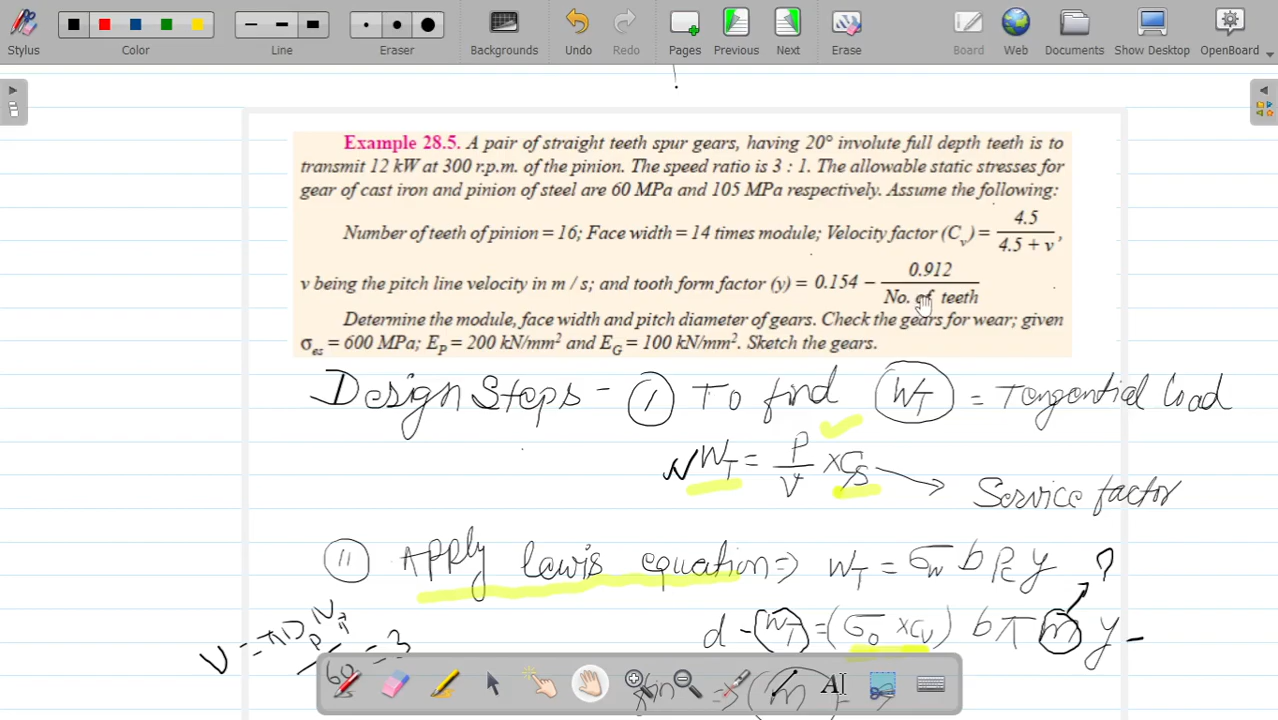 Stylus Color Line Eraser Backgrounds Undo Redo Pages Previous Next Erase Board Web Documents Show Desktop OpenBoard
Example 28.5. A pair of straight teeth spur gears, having 20° involute full depth teeth is to
transmit 12 kW at 300 r.p.m. of the pinion. The speed ratio is 3 : 1. The allowable static stresses for
gear of cast iron and pinion of steel are 60 MPa and 105 MPa respectively. Assume the following:
Number of teeth of pinion = 16; Face width = 14 times module; Velocity factor (Cv) = 4.5 / 4.5 + v,
v being the pitch line velocity in m / s; and tooth form factor (y) = 0.154 – 0.912 / No. of teeth
Determine the module, face width and pitch diameter of gears. Check the gears for wear; given
σes = 600 MPa; EP = 200 kN/mm² and EG = 100 kN/mm². Sketch the gears.
Design Steps - (I) To find (WT) = Tangential load
N WT = P/V × CS → Service factor
(II) Apply lewis equation ⇒ WT = σw b Pc y ?
(WT) = (σo × Cv) b π (m) y
V = πDpNp / 60 = 3